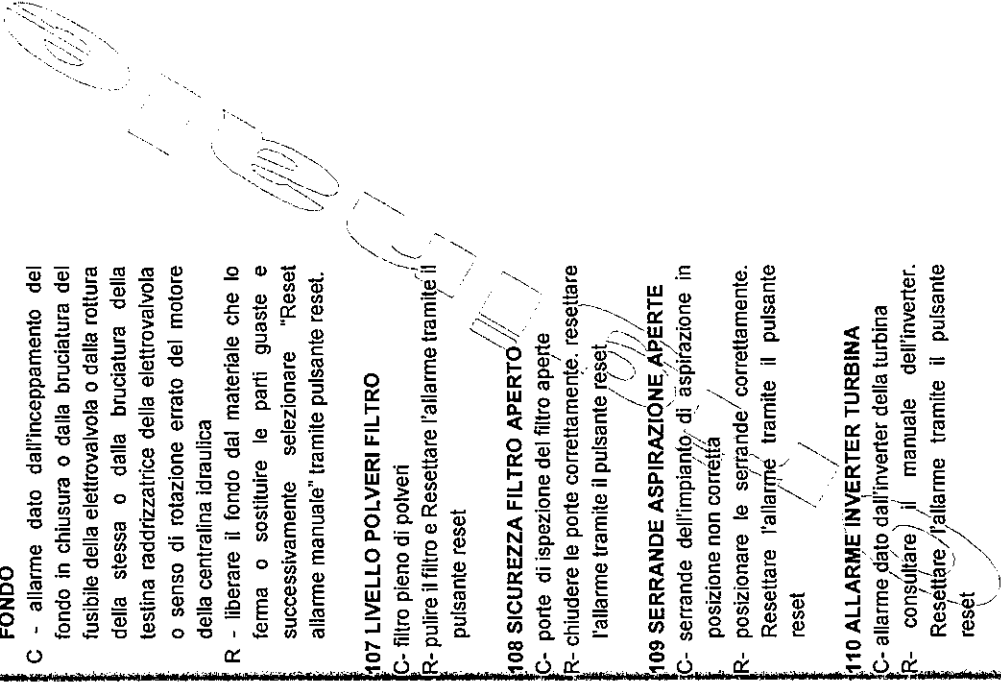 FONDO
C - allarme dato dall'inceppamento del
fondo in chiusura o dalla bruciatura del
fusibile della elettrovalvola o dalla rottura
della stessa o dalla bruciatura della
testina raddrizzatrice della elettrovalvola
o senso di rotazione errato del motore
della centralina idraulica
R - liberare il fondo dal materiale che lo
ferma o sostituire le parti guaste e
successivamente selezionare "Reset
allarme manuale" tramite pulsante reset.
107 LIVELLO POLVERI FILTRO
C- filtro pieno di polveri
R- pulire il filtro e Resettare l'allarme tramite il
pulsante reset
108 SICUREZZA FILTRO APERTO
C- porte di ispezione del filtro aperte
R- chiudere le porte correttamente. resettare
l'allarme tramite il pulsante reset
109 SERRANDE ASPIRAZIONE APERTE
C- serrande dell'impianto di aspirazione in
posizione non corretta
R- posizionare le serrande correttamente.
Resettare l'allarme tramite il pulsante
reset
110 ALLARME INVERTER TURBINA
C- allarme dato dall'inverter della turbina
R- consultare il manuale dell'inverter.
Resettare l'allarme tramite il pulsante
reset